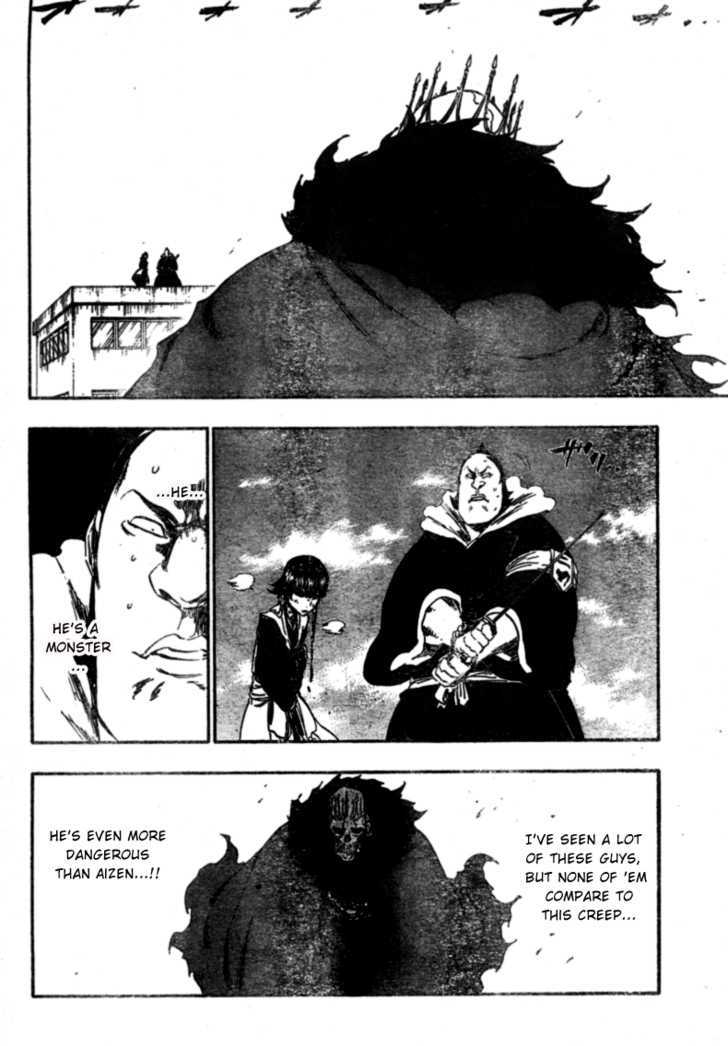 ...HE...
HE'S A
MONSTER
...
I'VE SEEN A LOT
OF THESE GUYS,
BUT NONE OF 'EM
COMPARE TO
THIS CREEP...
HE'S EVEN MORE
DANGEROUS
THAN AIZEN...!!